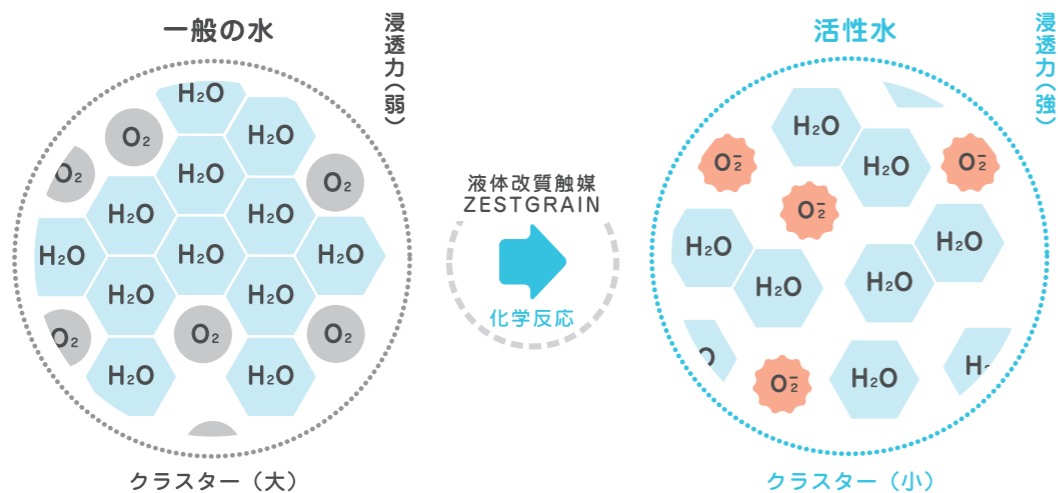 一般の水
浸透力(弱)
H₂O
H₂O
O₂
H₂O
O₂
O₂
H₂O
H₂O
H₂O
H₂O
H₂O
H₂O
H₂O
O₂
O₂
O₂
H₂O
H₂O
クラスター（大）
液体改質触媒
ZESTGRAIN
化学反応
活性水
浸透力(強)
H₂O
H₂O
O₂⁻
O₂⁻
O₂⁻
H₂O
H₂O
H₂O
H₂O
O
H₂
O₂⁻
H₂O
クラスター（小）